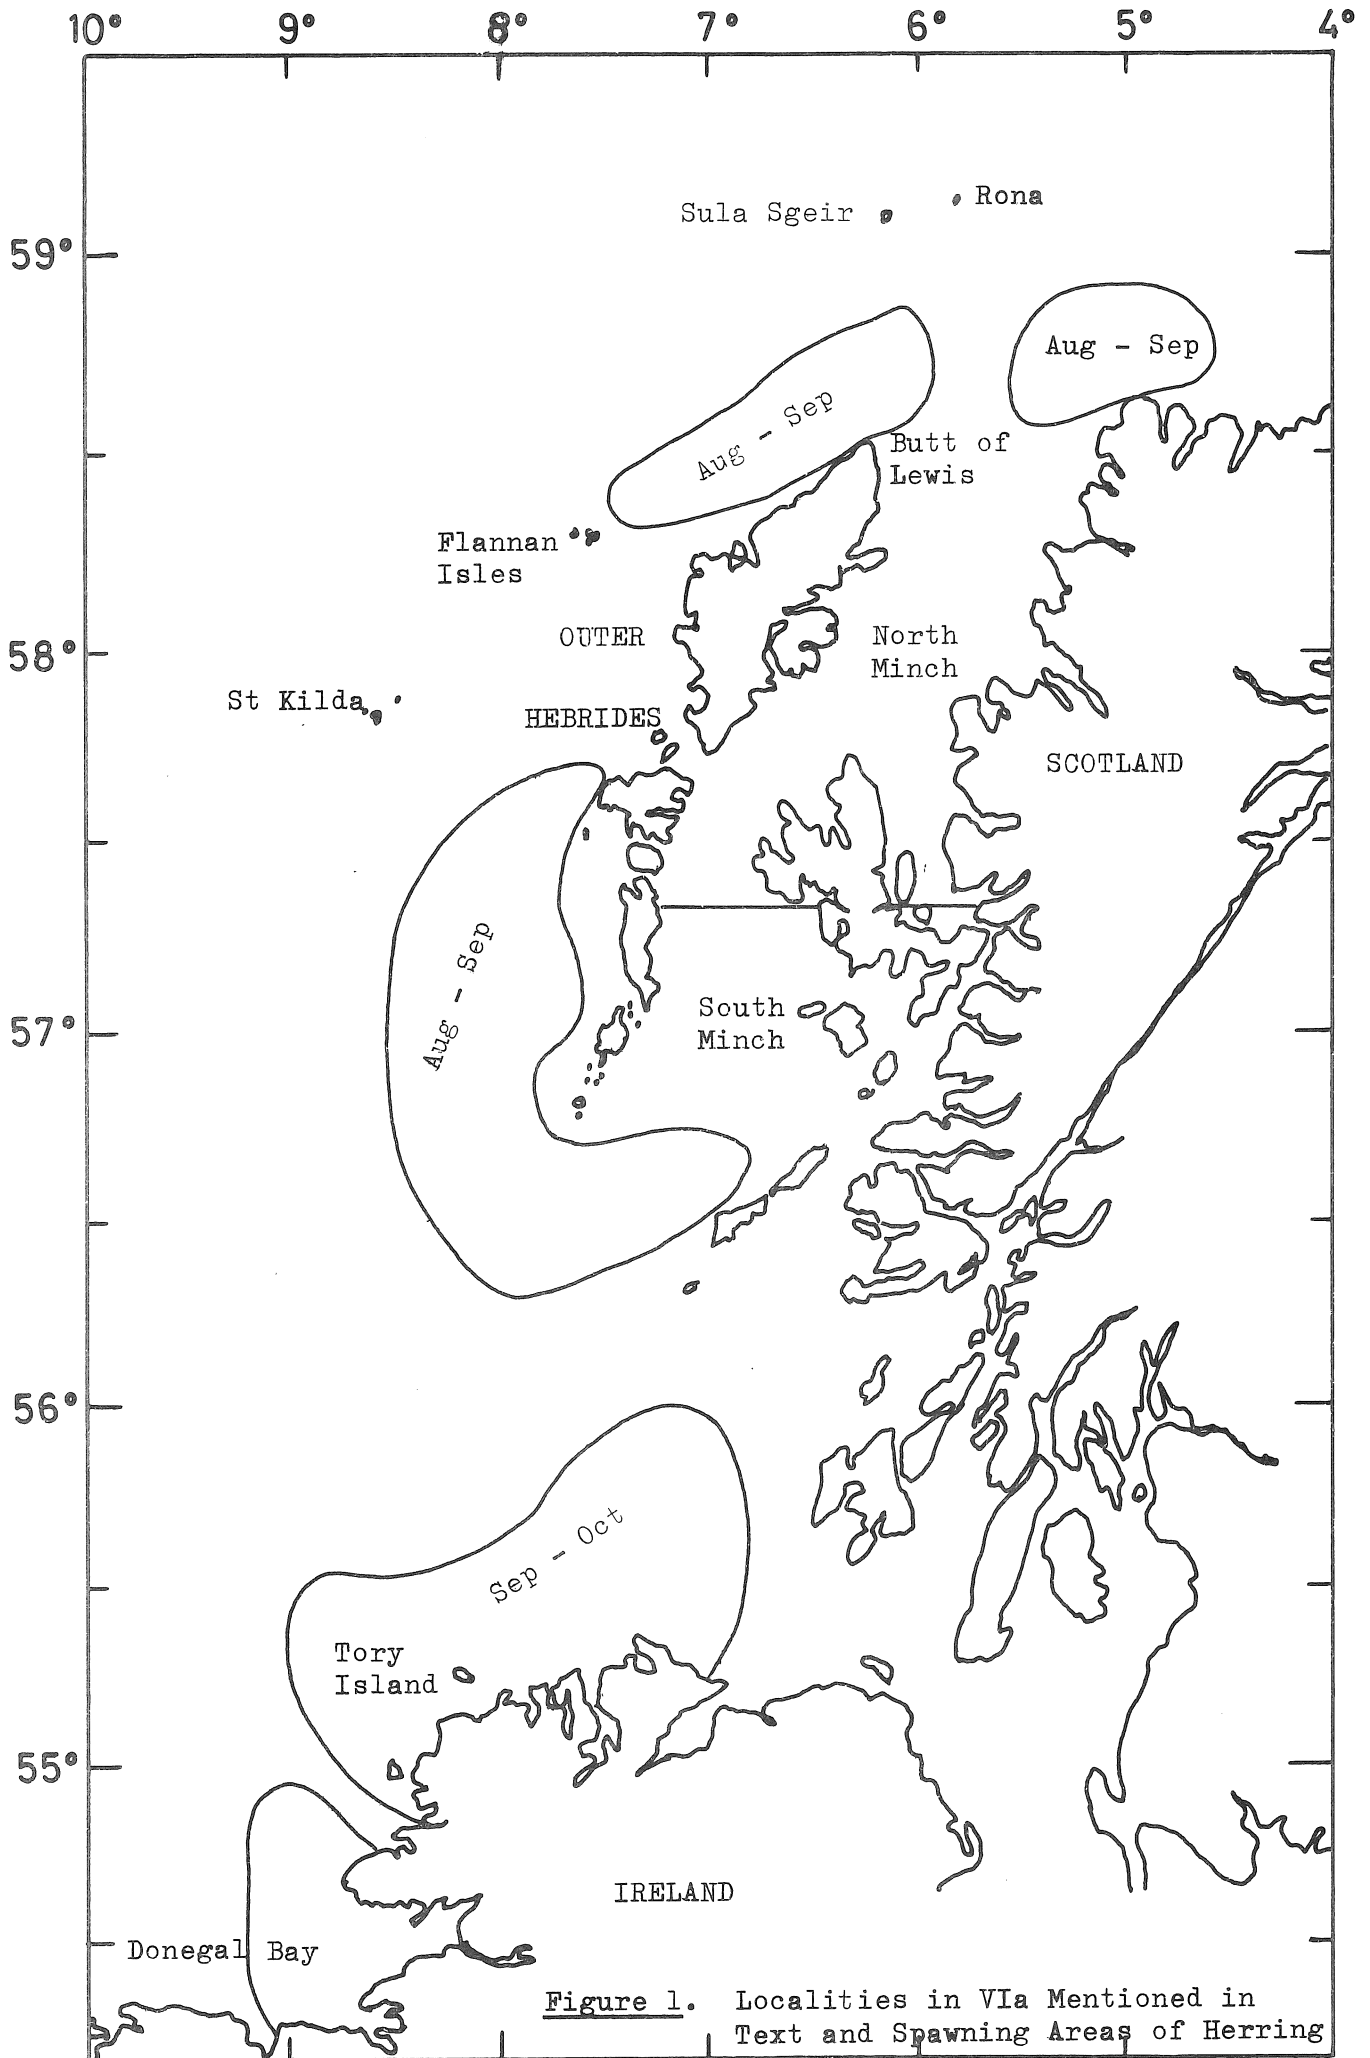 10° 9° 8° 7° 6° 5° 4°
Sula Sgeir
Rona
59°
Aug - Sep
Aug - Sep
Butt of
Lewis
Flannan
Isles
OUTER
North
Minch
58°
St Kilda
HEBRIDES
SCOTLAND
Aug - Sep
South
Minch
57°
56°
Sep - Oct
Tory
Island
55°
IRELAND
Donegal Bay
Figure 1. Localities in VIa Mentioned in
Text and Spawning Areas of Herring